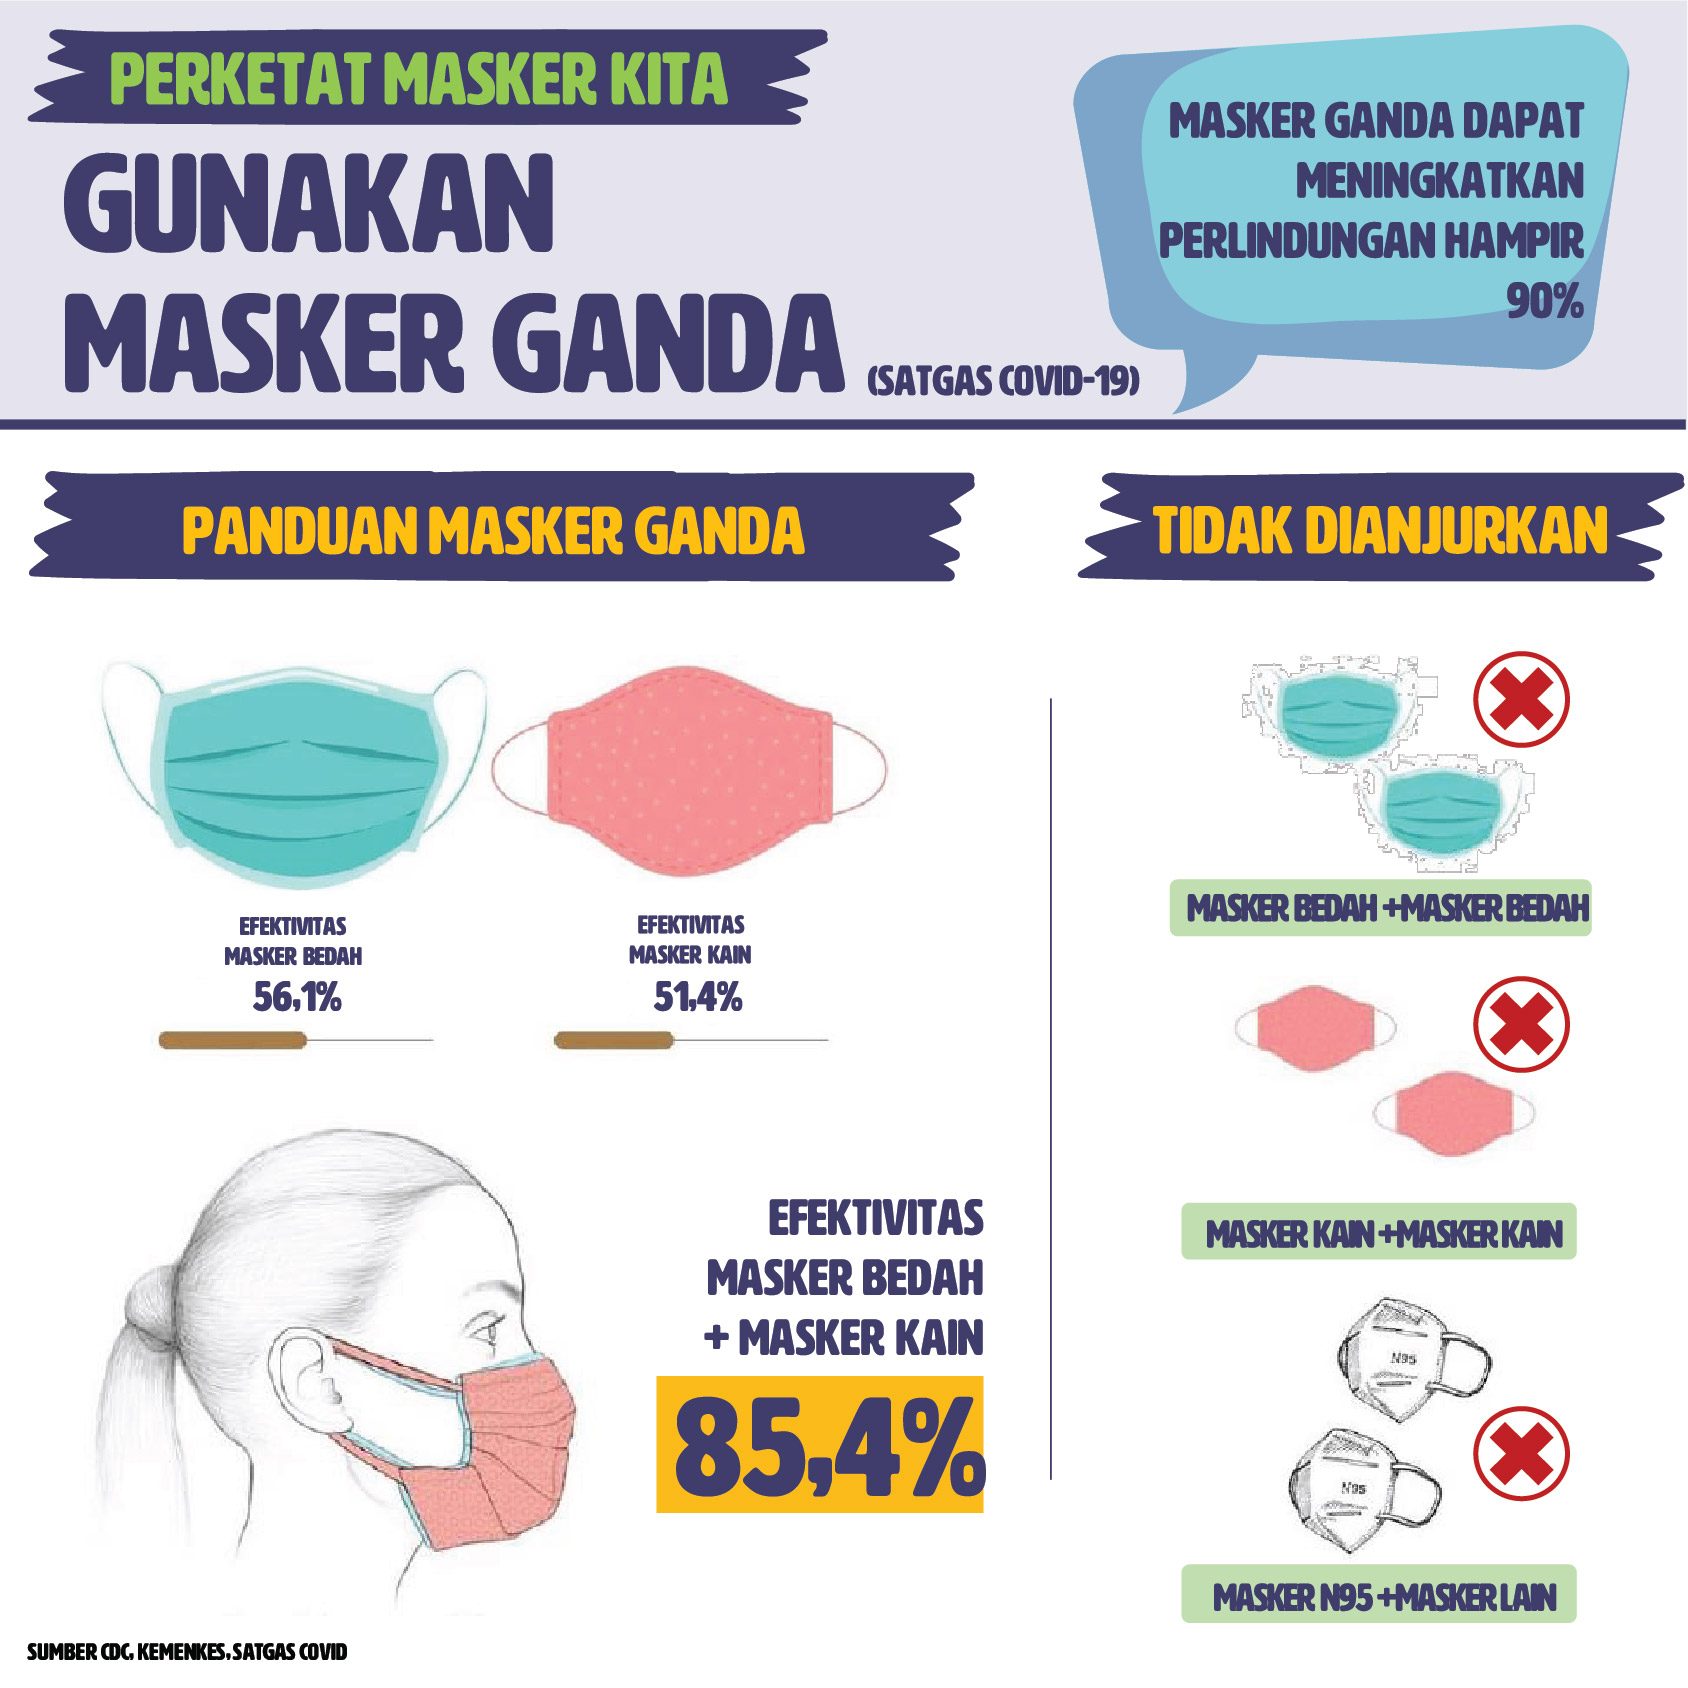 PERKETAT MASKER KITA
GUNAKAN
MASKER GANDA (SATGAS COVID-19)
MASKER GANDA DAPAT
MENINGKATKAN
PERLINDUNGAN HAMPIR
90%
PANDUAN MASKER GANDA
EFEKTIVITAS
MASKER BEDAH
56,1%
EFEKTIVITAS
MASKER KAIN
51,4%
EFEKTIVITAS
MASKER BEDAH
+ MASKER KAIN
85,4%
TIDAK DIANJURKAN
MASKER BEDAH +MASKER BEDAH
MASKER KAIN +MASKER KAIN
N95
N95
MASKER N95 +MASKER LAIN
SUMBER CDC, KEMENKES, SATGAS COVID